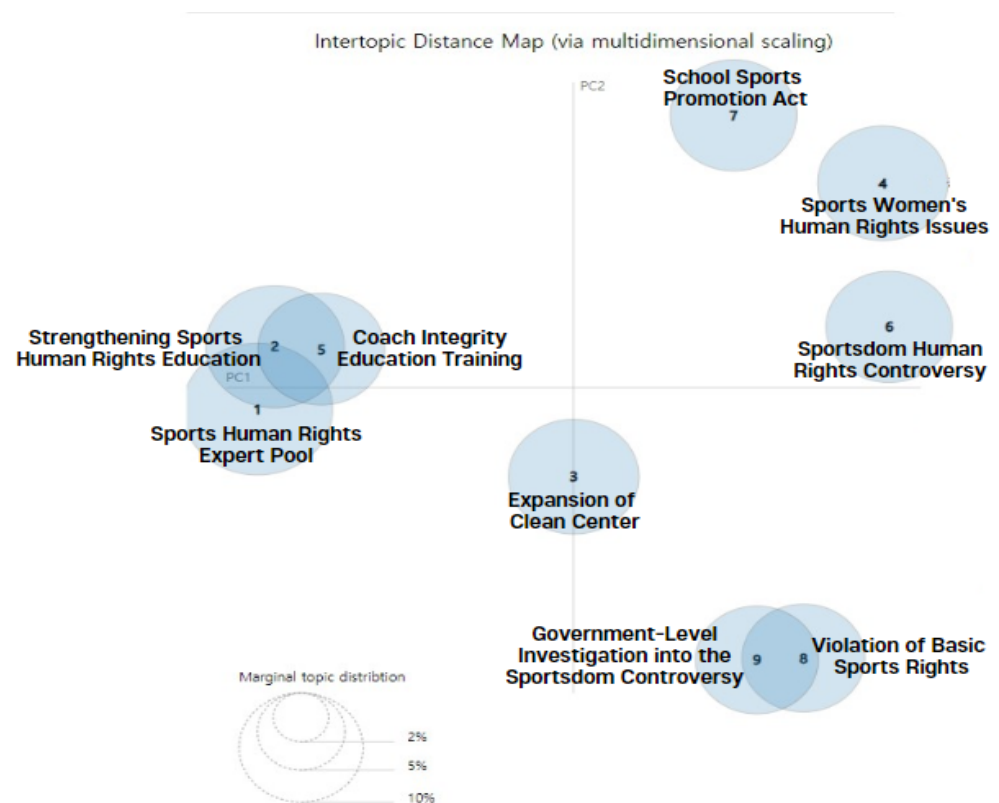 Intertopic Distance Map (via multidimensional scaling)
PC2
School Sports
Promotion Act
7
4
Sports Women's
Human Rights Issues
6
Sportsdom Human
Rights Controversy
Strengthening Sports
Human Rights Education
2
5
Coach Integrity
Education Training
PC1
1
Sports Human Rights
Expert Pool
3
Expansion of
Clean Center
Government-Level
Investigation into the
Sportsdom Controversy
9
8
Violation of Basic
Sports Rights
Marginal topic distribtion
2%
5%
10%